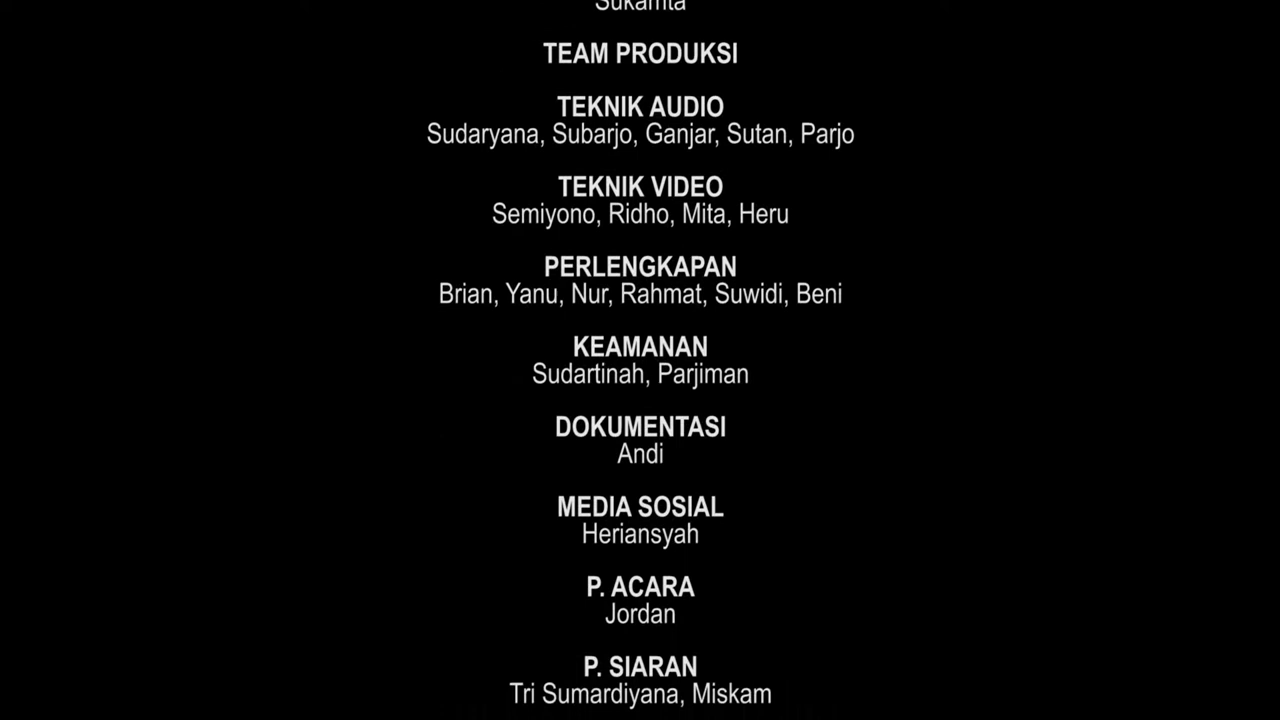 TEAM PRODUKSI
TEKNIK AUDIO
Sudaryana, Subarjo, Ganjar, Sutan, Parjo
TEKNIK VIDEO
Semiyono, Ridho, Mita, Heru
PERLENGKAPAN
Brian, Yanu, Nur, Rahmat, Suwidi, Beni
KEAMANAN
Sudartinah, Parjiman
DOKUMENTASI
Andi
MEDIA SOSIAL
Heriansyah
P. ACARA
Jordan
P. SIARAN
Tri Sumardiyana, Miskam